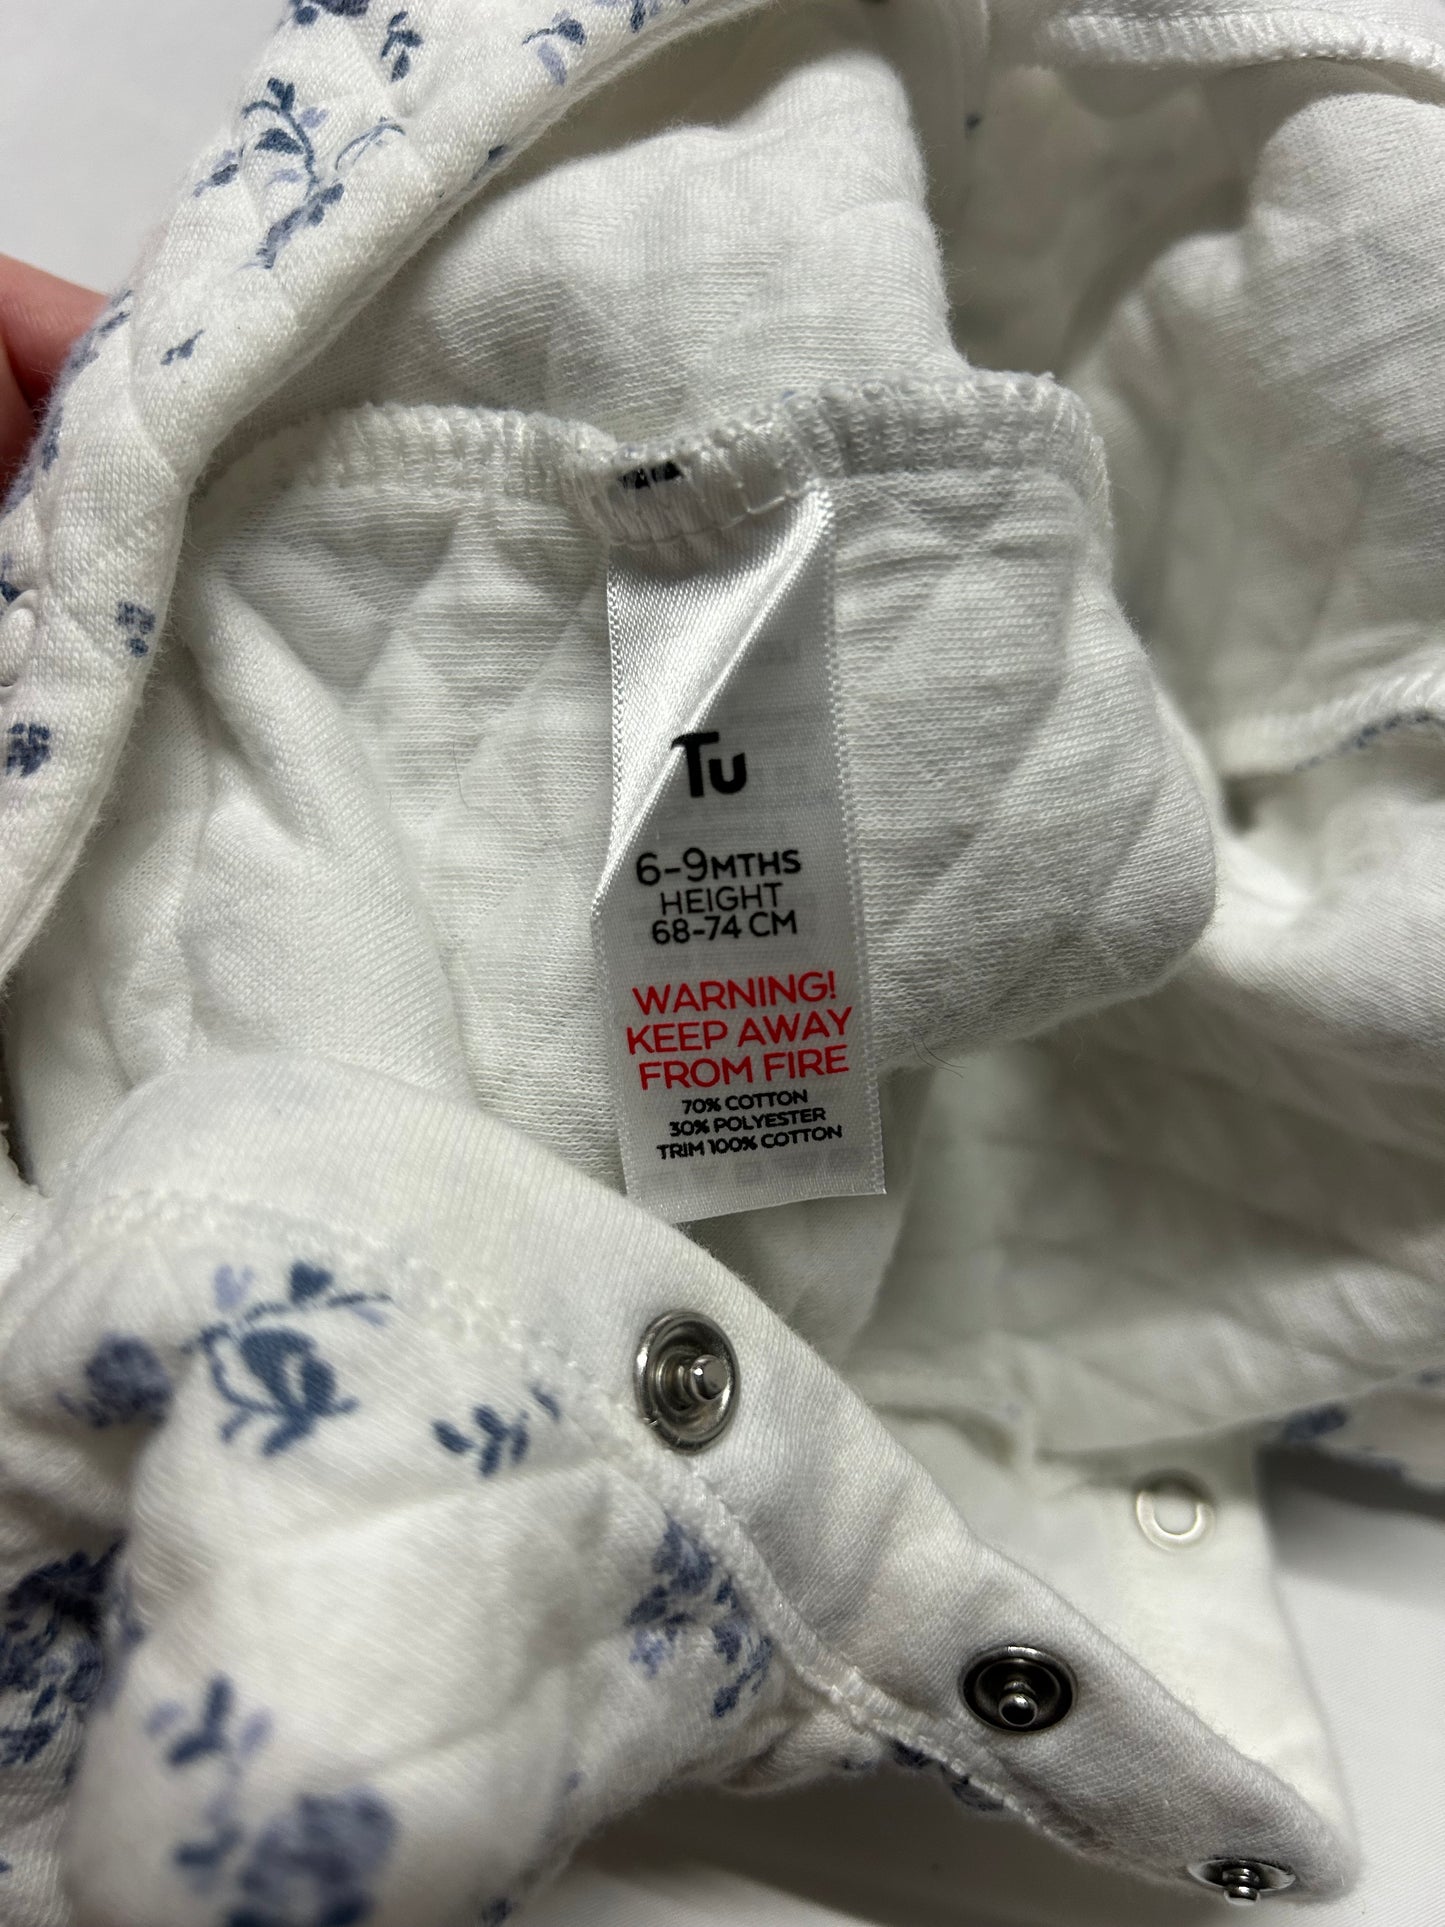 Tu
6-9MTHS
HEIGHT
68-74 CM
WARNING!
KEEP AWAY
FROM FIRE
70% COTTON
30% POLYESTER
TRIM 100% COTTON